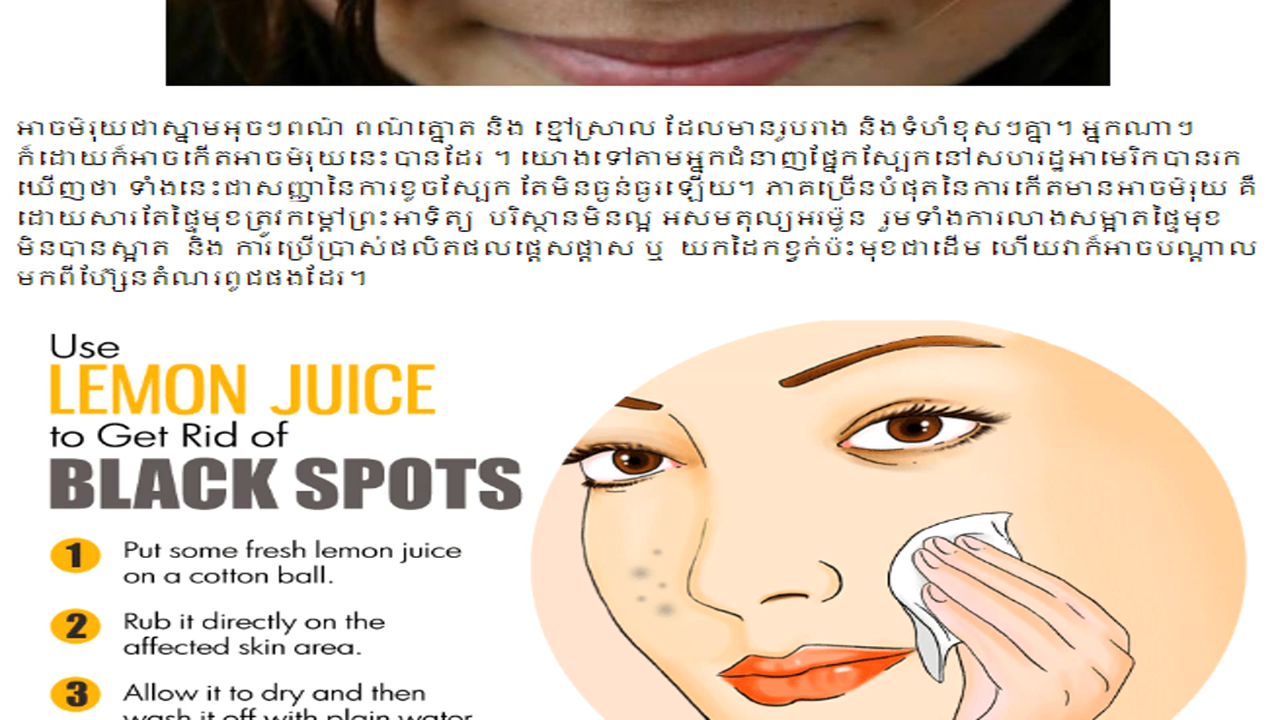 អាចម៌រុយជាស្នាមអុចៗពណ៌ ពណ៌ត្នោត និង ខ្មៅស្រាល ដែលមានរូបរាង និងទំហំខុសៗគ្នា។ អ្នកណាៗ
ក៏ដោយក៏អាចកើតអាចម៌រុយនេះបានដែរ ។ យោងទៅតាមអ្នកជំនាញផ្នែកស្បែកនៅសហរដ្ឋអាមេរិកបានរក
ឃើញថា ទាំងនេះជាសញ្ញានៃការខូចស្បែក តែមិនធ្ងន់ធ្ងរឡើយ។ ភាគច្រើនបំផុតនៃការកើតមានអាចម៌រុយ គឺ
ដោយសារតែផ្ទៃមុខត្រូវកម្តៅព្រះអាទិត្យ បរិស្ថានមិនល្អ អសមតុល្យអរម៉ូន រួមទាំងការលាងសម្អាតផ្ទៃមុខ
មិនបានស្អាត និង ការប្រើប្រាស់ផលិតផលផ្តេសផ្តាស ឬ យកដៃកខ្វក់ប៉ះមុខជាដើម ហើយវាក៏អាចបណ្តាល
មកពីហ៊្សែនតំណរពូជផងដែរ។
Use
LEMON JUICE
to Get Rid of
BLACK SPOTS
1 Put some fresh lemon juice
on a cotton ball.
2 Rub it directly on the
affected skin area.
3 Allow it to dry and then
wash it off with plain water